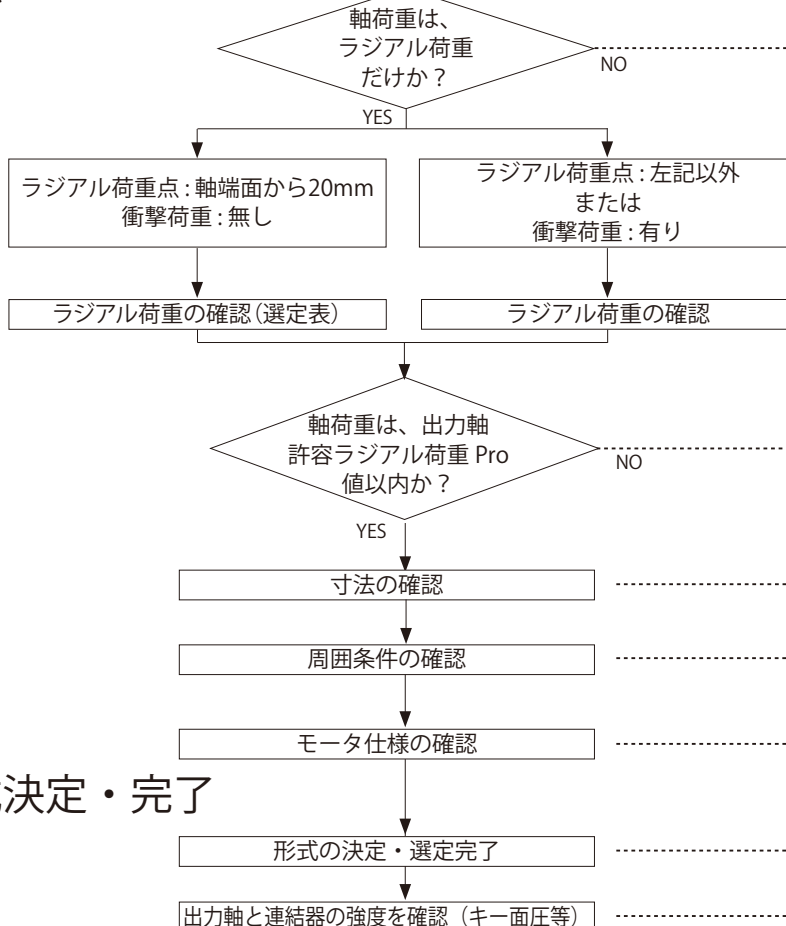 軸荷重は、
ラジアル荷重
だけか？
NO
YES
ラジアル荷重点 : 軸端面から20mm
衝撃荷重 : 無し
ラジアル荷重点 : 左記以外
または
衝撃荷重 : 有り
ラジアル荷重の確認（選定表）
ラジアル荷重の確認
軸荷重は、出力軸
許容ラジアル荷重 Pro
値以内か？
NO
YES
寸法の確認
周囲条件の確認
モータ仕様の確認
決定・完了
形式の決定・選定完了
出力軸と連結器の強度を確認（キー面圧等）